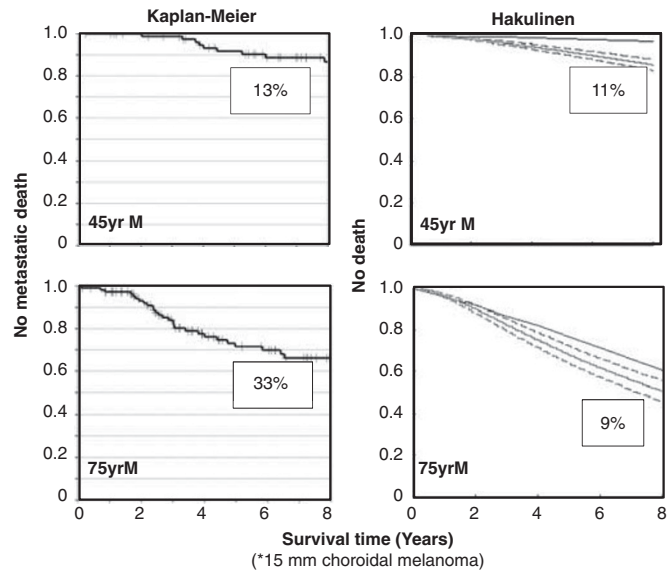 Kaplan-Meier
Hakulinen
No metastatic death
1.0
0.8
0.6
0.4
0.2
0
13%
45yr M
No death
1.0
0.8
0.6
0.4
0.2
0
11%
45yr M
1.0
0.8
0.6
0.4
0.2
0
33%
75yrM
0 2 4 6 8
1.0
0.8
0.6
0.4
0.2
0
9%
75yrM
0 2 4 6 8
Survival time (Years)
(*15 mm choroidal melanoma)